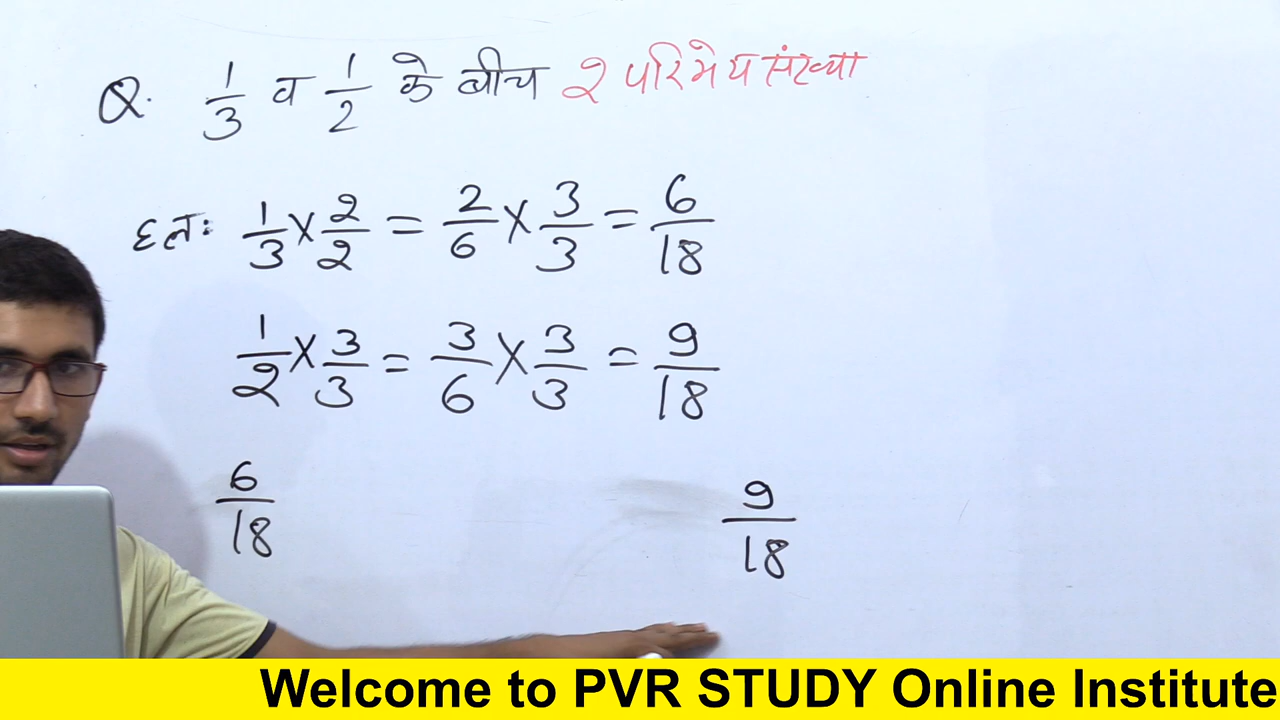 Q. 1/3 व 1/2 के बीच 2 परिमेय संख्या
हल: 1/3 × 2/2 = 2/6 × 3/3 = 6/18
1/2 × 3/3 = 3/6 × 3/3 = 9/18
6/18 9/18
Welcome to PVR STUDY Online Institute